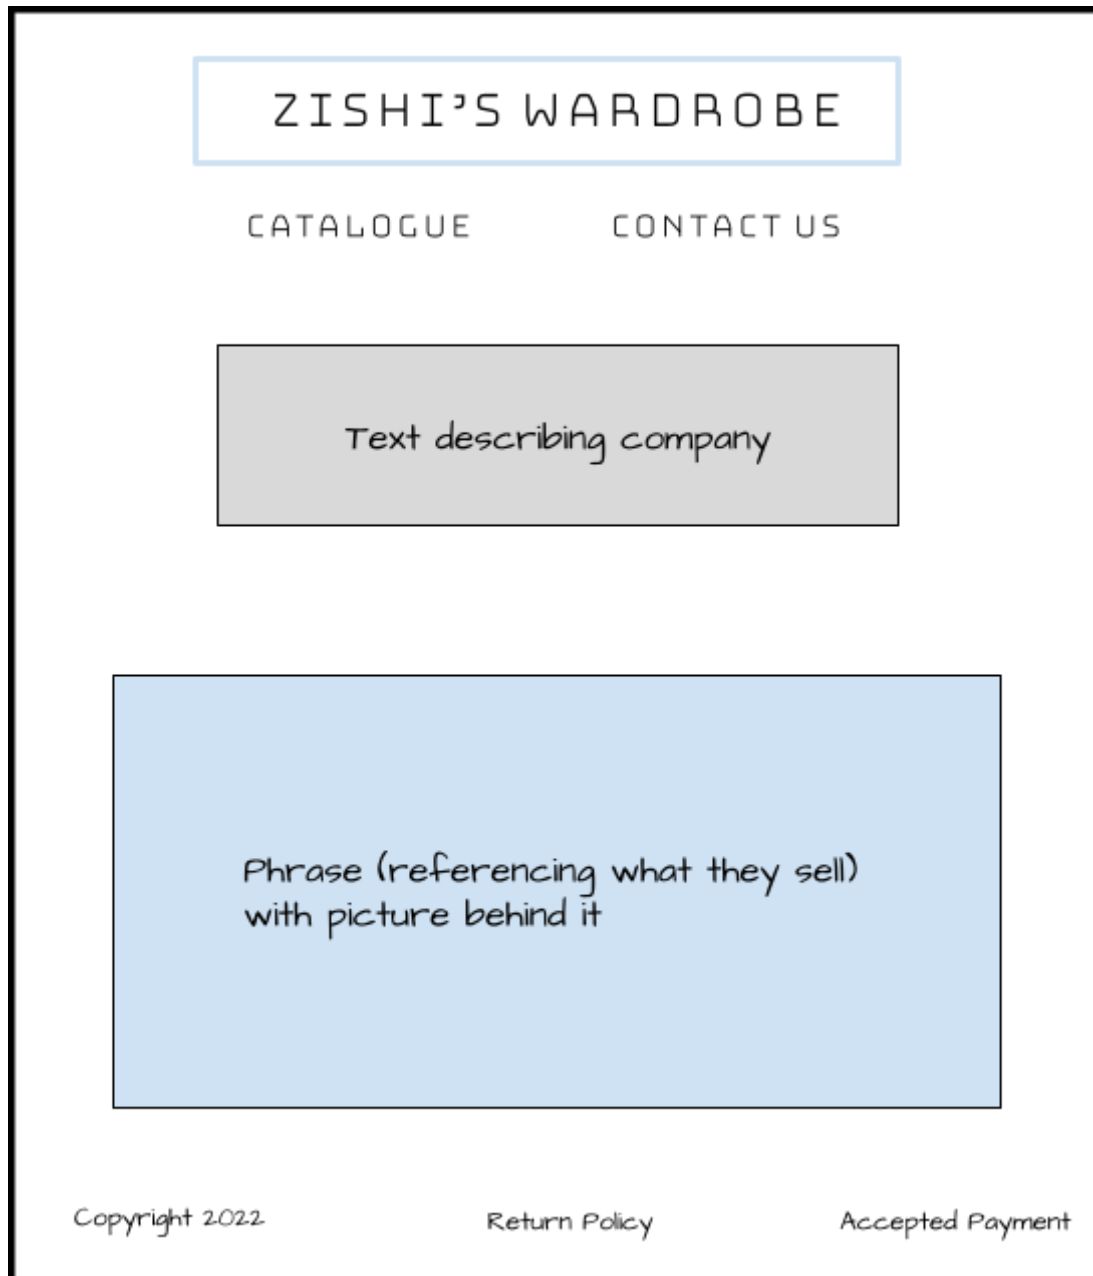 ZISHI'S WARDROBE
CATALOGUE
CONTACT US
Text describing company
Phrase (referencing what they sell)
with picture behind it
Copyright 2022
Return Policy
Accepted Payment